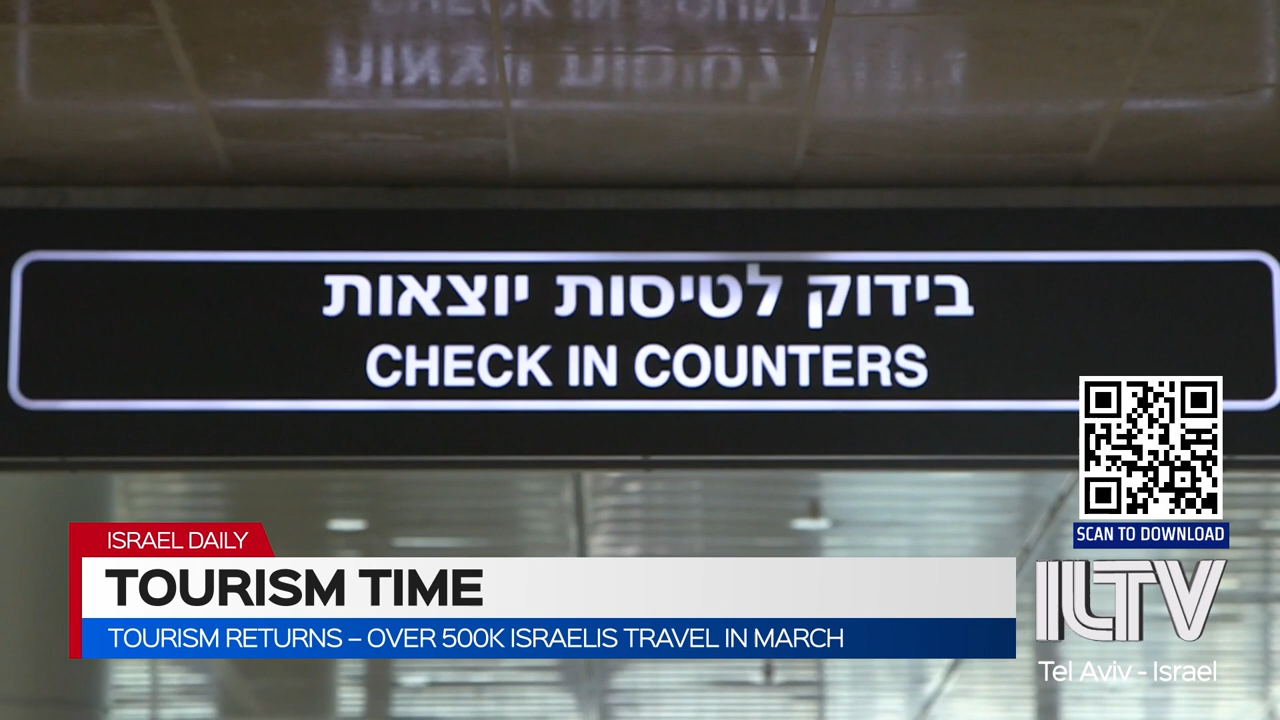 בידוק לטיסות יוצאות
CHECK IN COUNTERS
SCAN TO DOWNLOAD
ISRAEL DAILY
TOURISM TIME
TOURISM RETURNS – OVER 500K ISRAELIS TRAVEL IN MARCH
ILTV
Tel Aviv - Israel